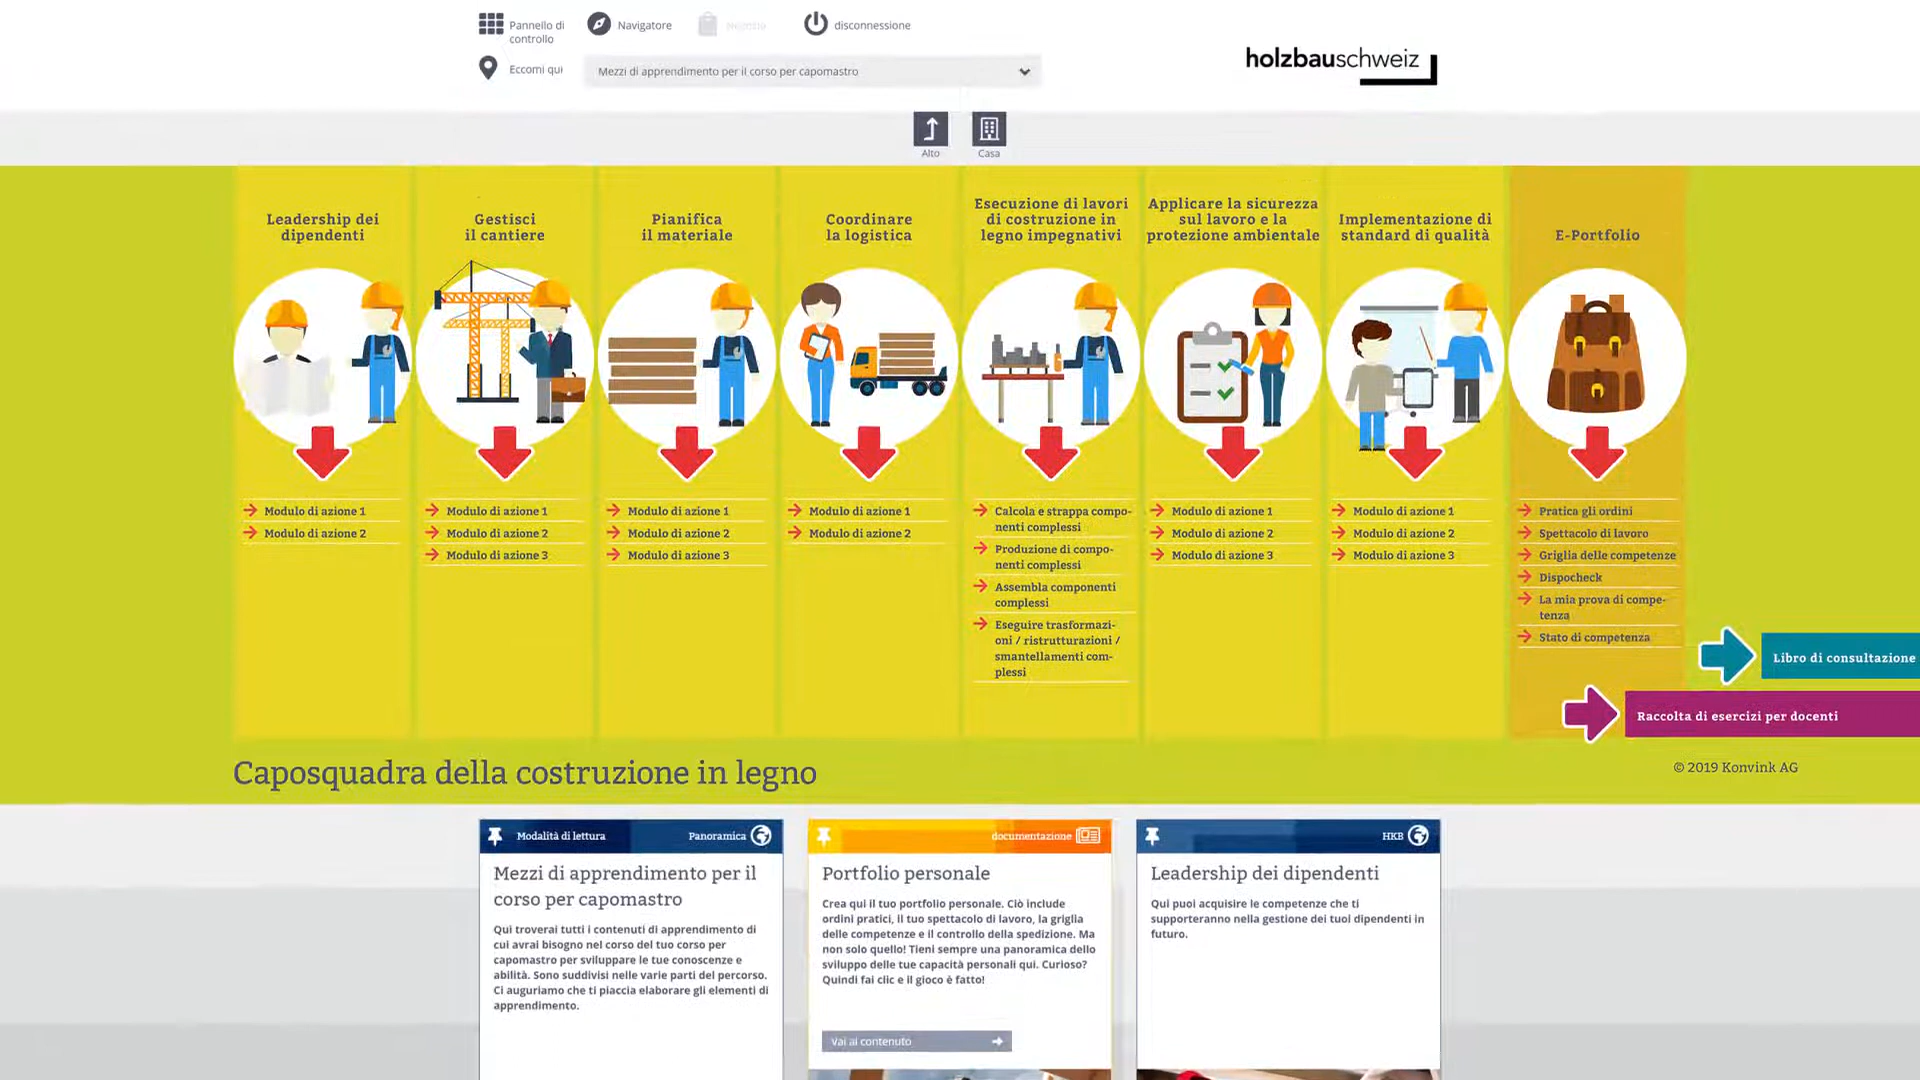 Pannello di
controllo
Navigatore
Negozio
disconnessione
Eccomi qui
Mezzi di apprendimento per il corso per capomastro
holzbauschweiz
Alto
Casa
Leadership dei
dipendenti
Gestisci
il cantiere
Pianifica
il materiale
Coordinare
la logistica
Esecuzione di lavori
di costruzione in
legno impegnativi
Applicare la sicurezza
sul lavoro e la
protezione ambientale
Implementazione di
standard di qualità
E-Portfolio
Modulo di azione 1
Modulo di azione 2
Modulo di azione 1
Modulo di azione 2
Modulo di azione 3
Modulo di azione 1
Modulo di azione 2
Modulo di azione 3
Modulo di azione 1
Modulo di azione 2
Calcola e strappa compo-
nenti complessi
Produzione di compo-
nenti complessi
Assembla componenti
complessi
Eseguire trasformazi-
oni / ristrutturazioni /
smantellamenti com-
plessi
Modulo di azione 1
Modulo di azione 2
Modulo di azione 3
Modulo di azione 1
Modulo di azione 2
Modulo di azione 3
Pratica gli ordini
Spettacolo di lavoro
Griglia delle competenze
Dispocheck
La mia prova di compe-
tenza
Stato di competenza
Libro di consultazione
Raccolta di esercizi per docenti
Caposquadra della costruzione in legno
© 2019 Konvink AG
Modalità di lettura
Panoramica
Mezzi di apprendimento per il
corso per capomastro
Qui troverai tutti i contenuti di apprendimento di
cui avrai bisogno nel corso del tuo corso per
capomastro per sviluppare le tue conoscenze e
abilità. Sono suddivisi nelle varie parti del percorso.
Ci auguriamo che ti piaccia elaborare gli elementi di
apprendimento.
documentazione
Portfolio personale
Crea qui il tuo portfolio personale. Ciò include
ordini pratici, il tuo spettacolo di lavoro, la griglia
delle competenze e il controllo della spedizione. Ma
non solo quello! Tieni sempre una panoramica dello
sviluppo delle tue capacità personali qui. Curioso?
Quindi fai clic e il gioco è fatto!
Vai al contenuto
HKB
Leadership dei dipendenti
Qui puoi acquisire le competenze che ti
supporteranno nella gestione dei tuoi dipendenti in
futuro.